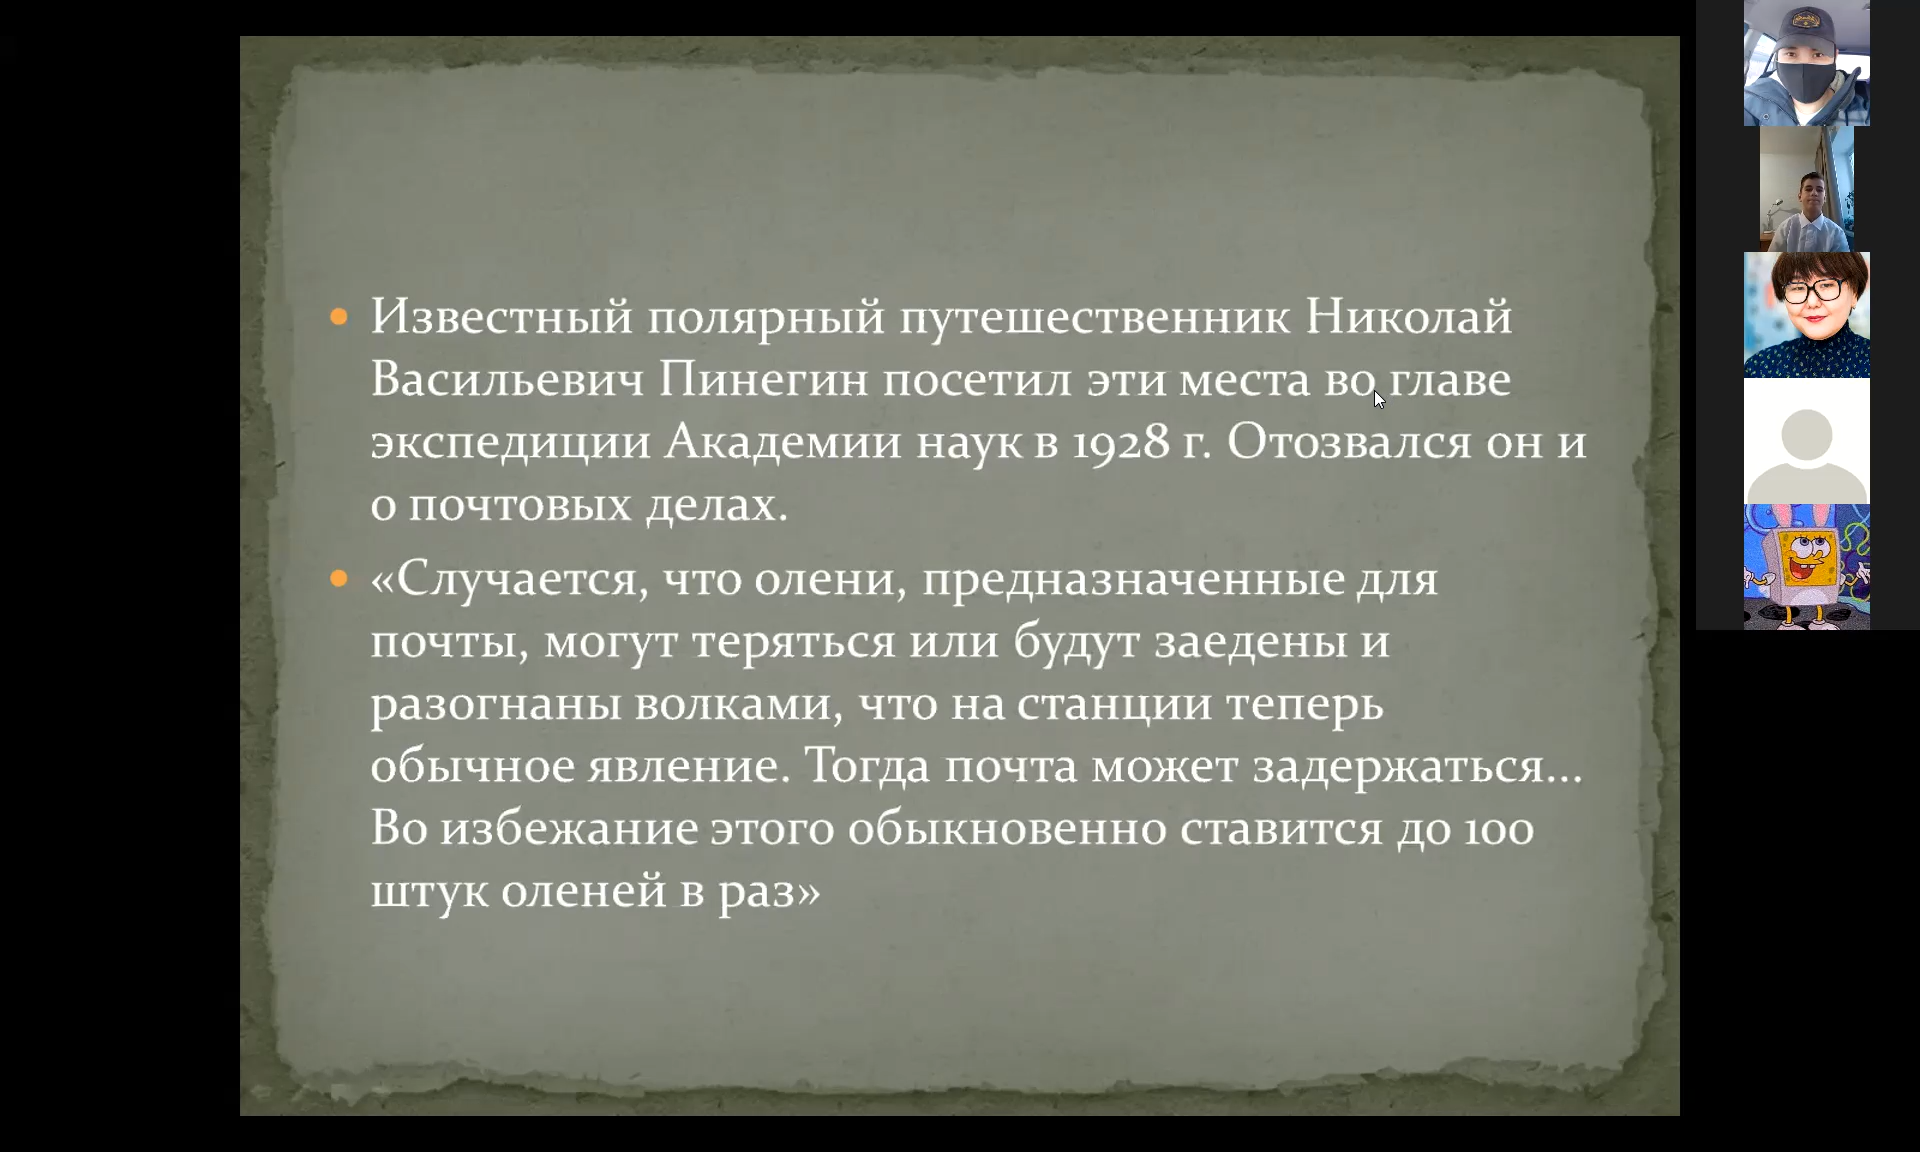 Известный полярный путешественник Николай
Васильевич Пинегин посетил эти места во главе
экспедиции Академии наук в 1928 г. Отозвался он и
о почтовых делах.
«Случается, что олени, предназначенные для
почты, могут теряться или будут заедены и
разогнаны волками, что на станции теперь
обычное явление. Тогда почта может задержаться...
Во избежание этого обыкновенно ставится до 100
штук оленей в раз»